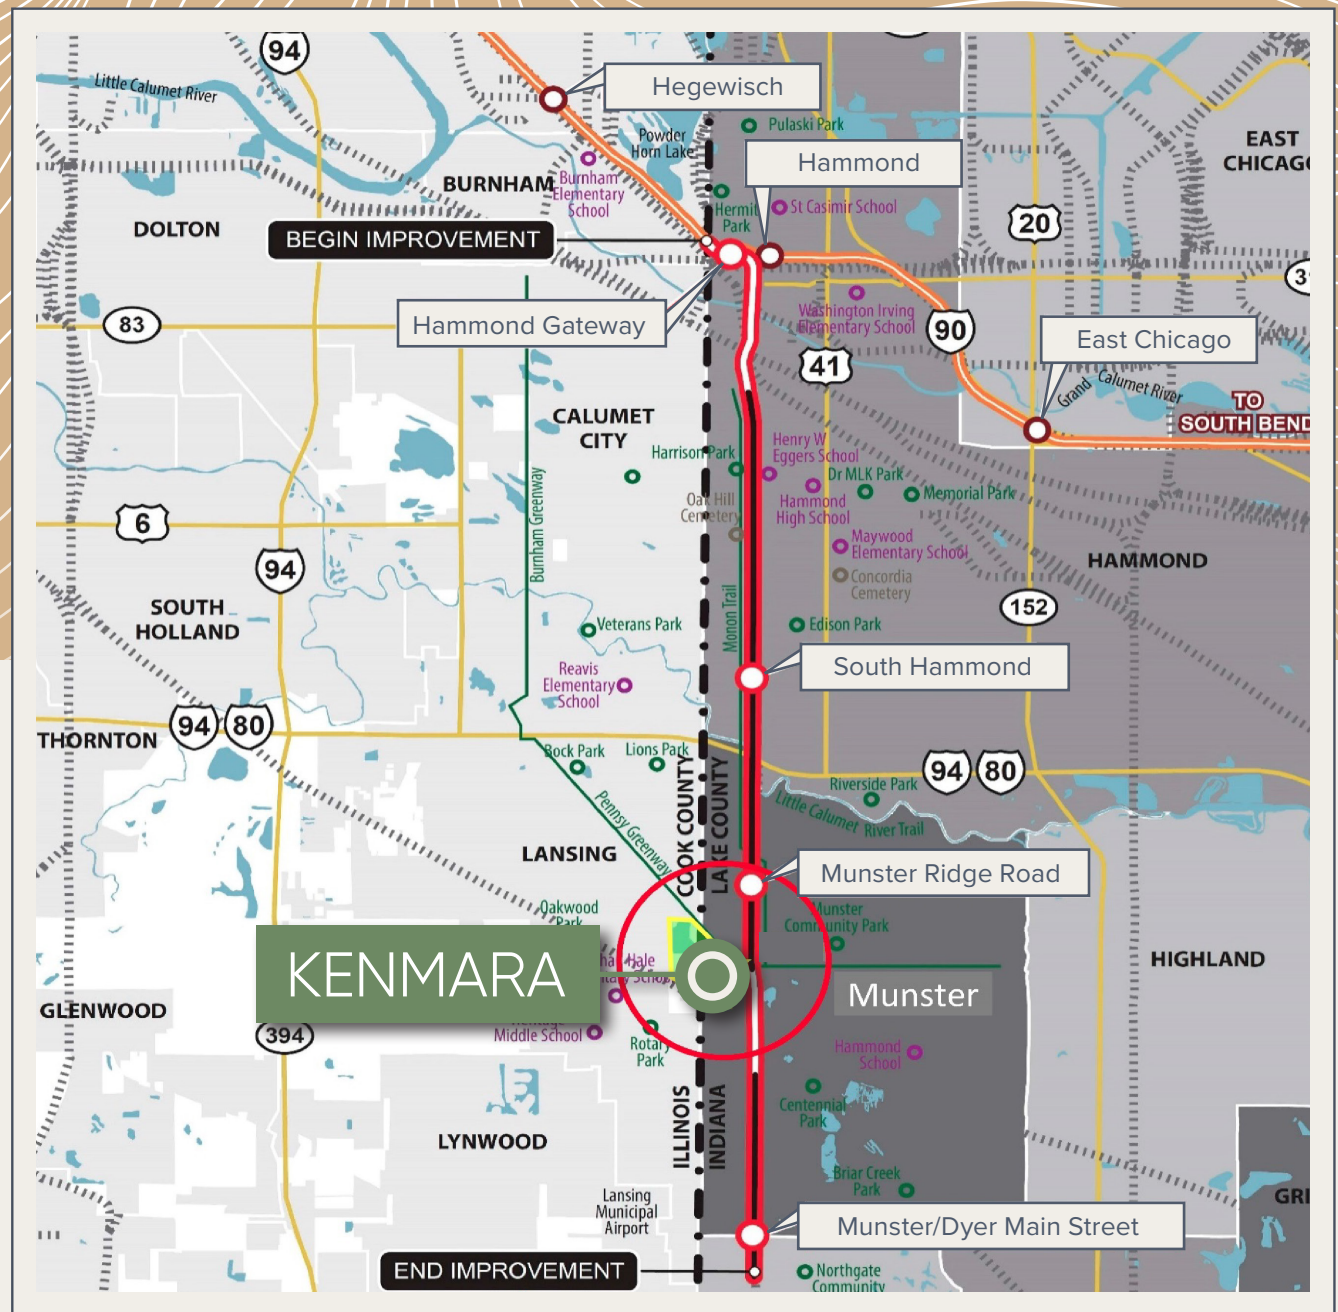 94
Little Calumet River
Hegewisch
Pulaski Park
Powder
Horn Lake
EAST
CHICAGO
Hammond
BURNHAM
Burnham
Elementary
School
Hermit
Park
St Casimir School
20
DOLTON
BEGIN IMPROVEMENT
83
Hammond Gateway
Washington Irving
Elementary School
90
41
East Chicago
Grand Calumet River
TO
SOUTH BEND
CALUMET
CITY
Harrison Park
Henry W
Eggers School
Dr MLK Park
Memorial Park
Hammond
High School
Oak Hill
Cemetery
Burnham Greenway
6
94
Maywood
Elementary School
Concordia
Cemetery
HAMMOND
152
SOUTH
HOLLAND
Veterans Park
Monon Trail
Edison Park
Reavis
Elementary
School
South Hammond
94
80
THORNTON
Bock Park
Lions Park
94
80
Riverside Park
Little Calumet River Trail
Pennsy Greenway
COOK COUNTY
LAKE COUNTY
LANSING
Munster Ridge Road
Oakwood
Park
Munster
Community Park
KENMARA
Hale
HIGHLAND
Munster
GLENWOOD
394
Middle School
Rotary
Park
Hammond
School
Centennial
Park
ILLINOIS
INDIANA
LYNWOOD
Briar Creek
Park
Lansing
Municipal
Airport
GRI
Munster/Dyer Main Street
END IMPROVEMENT
Northgate
Community